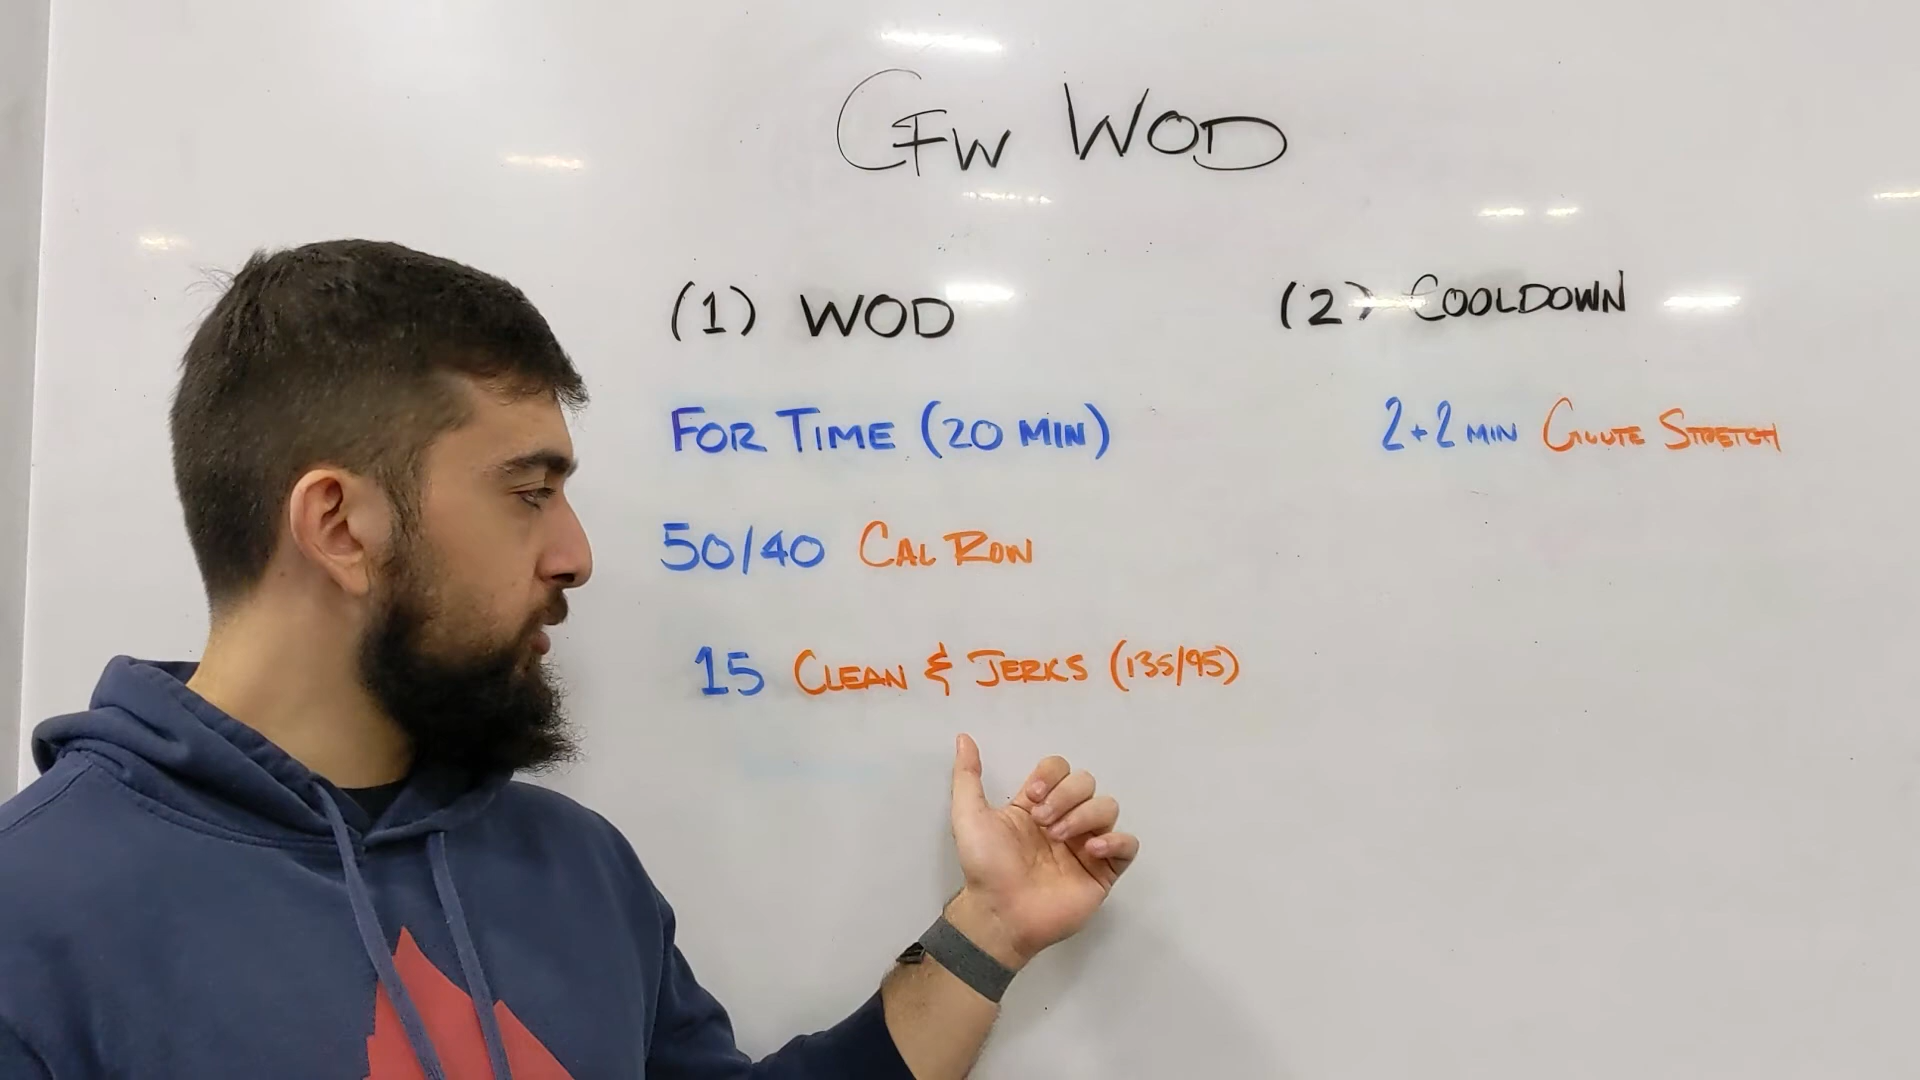 CFW WOD
(1) WOD
FOR TIME (20 MIN)
50/40 CAL ROW
15 CLEAN & JERKS (135/95)
(2) COOLDOWN
2+2 MIN GLUTE STRETCH